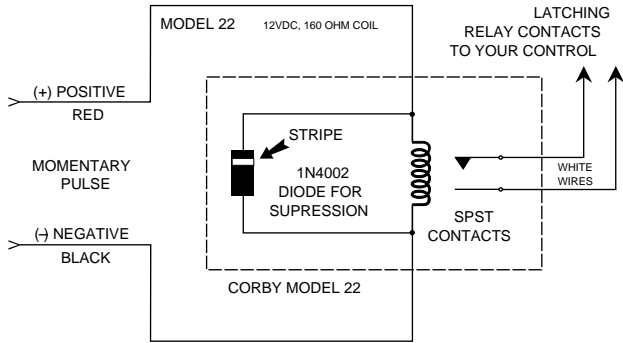 MODEL 22
12VDC, 160 OHM COIL
LATCHING
RELAY CONTACTS
TO YOUR CONTROL
(+) POSITIVE
RED
STRIPE
1N4002
DIODE FOR
SUPRESSION
MOMENTARY
PULSE
WHITE
WIRES
SPST
CONTACTS
(-) NEGATIVE
BLACK
CORBY MODEL 22